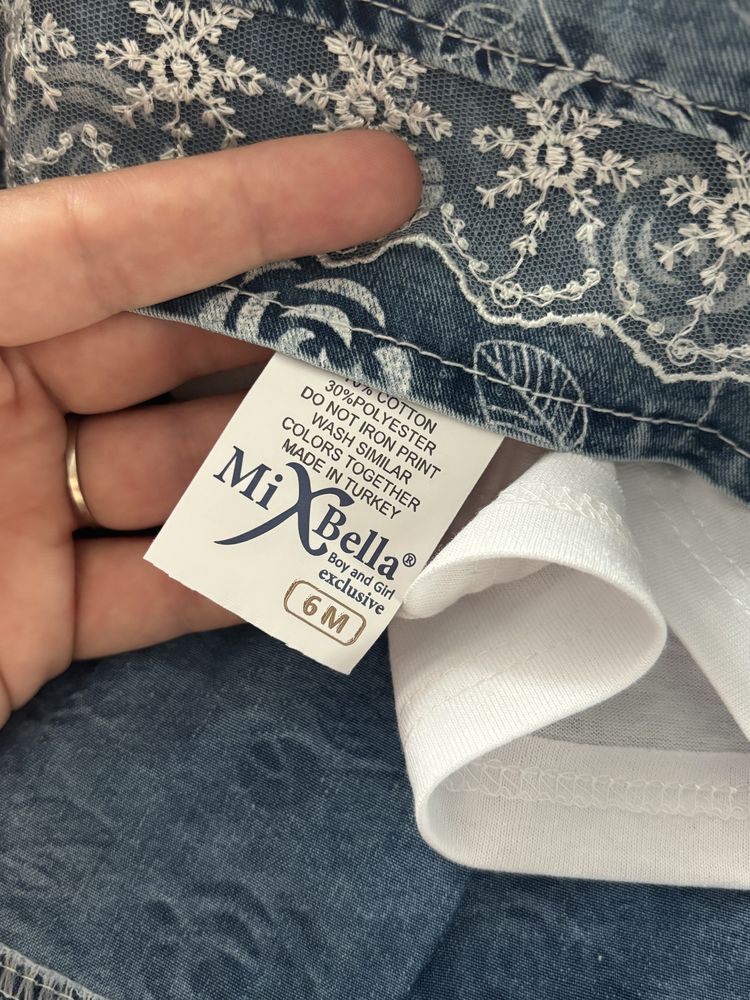 % COTTON
30%POLYESTER
DO NOT IRON PRINT
WASH SIMILAR
COLORS TOGETHER
MADE IN TURKEY
MiXBella®
Boy and Girl
exclusive
6 M